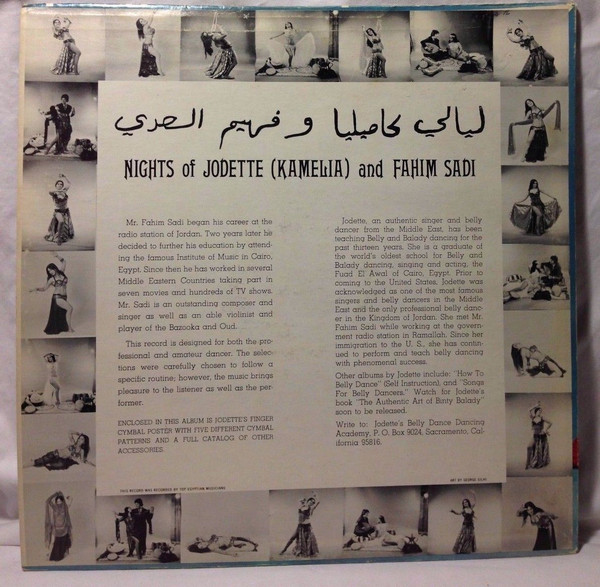 ليالي كاميليا و فهيم السعدي
NIGHTS of JODETTE (KAMELIA) and FAHIM SADI
Mr. Fahim Sadi began his career at the
radio station of Jordan. Two years later he
decided to further his education by attend-
ing the famous Institute of Music in Cairo,
Egypt. Since then he has worked in several
Middle Eastern Countries taking part in
seven movies and hundreds of TV shows.
Mr. Sadi is an outstanding composer and
singer as well as an able violinist and
player of the Bazooka and Oud.
This record is designed for both the pro-
fessional and amateur dancer. The selec-
tions were carefully chosen to follow a
specific routine; however, the music brings
pleasure to the listener as well as the per-
former.
ENCLOSED IN THIS ALBUM IS JODETTE'S FINGER
CYMBAL POSTER WITH FIVE DIFFERENT CYMBAL
PATTERNS AND A FULL CATALOG OF OTHER
ACCESSORIES.
THIS RECORD WAS RECORDED BY TOP EGYPTIAN MUSICIANS
Jodette, an authentic singer and belly
dancer from the Middle East, has been
teaching Belly and Balady dancing for the
past thirteen years. She is a graduate of
the world's oldest school for Belly and
Balady dancing, singing and acting, the
Fuad El Awal of Cairo, Egypt. Prior to
coming to the United States, Jodette was
acknowledged as one of the most famous
singers and belly dancers in the Middle
East and the only professional belly danc-
er in the Kingdom of Jordan. She met Mr.
Fahim Sadi while working at the govern-
ment radio station in Ramallah. Since her
immigration to the U. S., she has contin-
ued to perform and teach belly dancing
with phenomenal success.
Other albums by Jodette include: "How To
Belly Dance" (Self Instruction), and "Songs
For Belly Dancers." Watch for Jodette's
book "The Authentic Art of Binty Balady"
soon to be released.
Write to: Jodette's Belly Dance Dancing
Academy, P. O. Box 9024, Sacramento, Cal-
ifornia 95816.
ART BY GEORGE